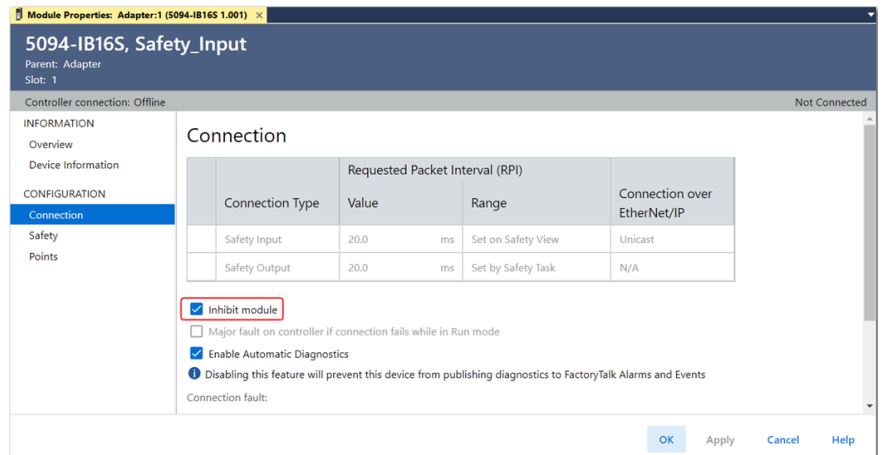 Module Properties: Adapter:1 (5094-IB16S 1.001) ×
5094-IB16S, Safety_Input
Parent: Adapter
Slot: 1
Controller connection: Offline
Not Connected
INFORMATION
Overview
Device Information
CONFIGURATION
Connection
Safety
Points
Connection
Requested Packet Interval (RPI)
Connection Type Value Range Connection over EtherNet/IP
Safety Input 20.0 ms Set on Safety View Unicast
Safety Output 20.0 ms Set by Safety Task N/A
Inhibit module
Major fault on controller if connection fails while in Run mode
Enable Automatic Diagnostics
Disabling this feature will prevent this device from publishing diagnostics to FactoryTalk Alarms and Events
Connection fault:
OK Apply Cancel Help